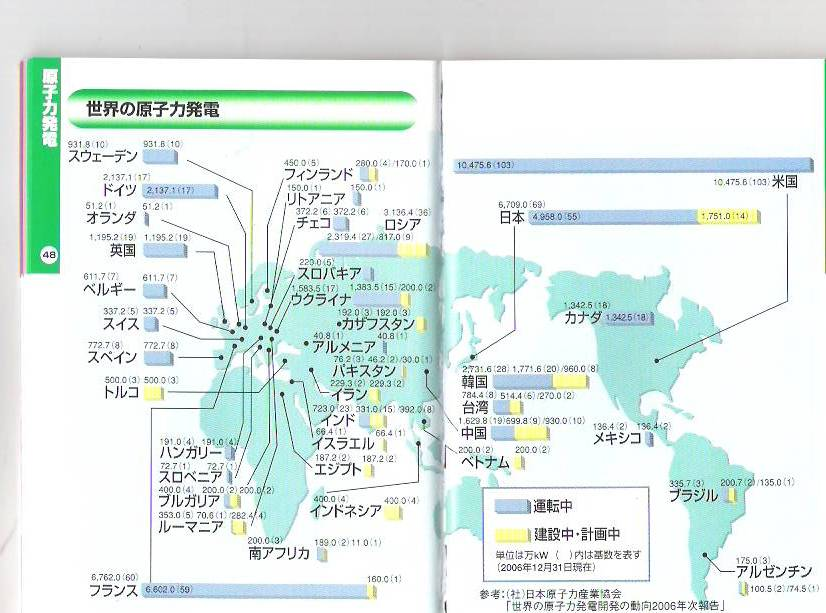 原子力発電
48
世界の原子力発電
931.8(10) 931.8(10)
スウェーデン
2,137.1(17)
ドイツ 2,137.1(17)
51.2(1) 51.2(1)
オランダ
1,195.2(19) 1,195.2(19)
英国
611.7(7) 611.7(7)
ベルギー
337.2(5) 337.2(5)
スイス
772.7(8) 772.7(8)
スペイン
500.0(3) 500.0(3)
トルコ
450.0(5) 280.0(4)/170.0(1)
フィンランド
150.0(1) 150.0(1)
リトアニア
372.2(6) 372.2(6)
チェコ
3,136.4(36)
ロシア
2,319.4(27)/817.0(9)
220.0(5)
スロバキア
1,583.5(17) 1,383.5(15)/200.0(2)
ウクライナ
192.0(3) 192.0(3)
カザフスタン
40.8(1) 40.8(1)
アルメニア
76.2(3) 46.2(2)/30.0(1)
パキスタン
229.3(2) 229.3(2)
イラン
723.0(23) 331.0(15)/392.0(8)
インド
66.4(1) 66.4(1)
イスラエル
187.2(2) 187.2(2)
エジプト
191.0(4) 191.0(4)
ハンガリー
72.7(1) 72.7(1)
スロベニア
400.0(4) 200.0(2) 200.0(2)
ブルガリア
353.0(5) 70.6(1)/282.4(4)
ルーマニア
400.0(4) 400.0(4)
インドネシア
200.0(3) 189.0(2) 11.0(1)
南アフリカ
6,762.0(60) 160.0(1)
フランス 6,602.0(59)
10,475.6(103)
10,475.6(103) 米国
6,709.0(69)
日本 4,958.0(55) 1,751.0(14)
1,342.5(18)
カナダ 1,342.5(18)
2,731.6(28) 1,771.6(20)/960.0(8)
韓国
784.4(8) 514.4(6)/270.0(2)
台湾
1,629.8(19) 699.8(9)/930.0(10)
中国
200.0(2) 200.0(2)
ベトナム
136.4(2) 136.4(2)
メキシコ
335.7(3) 200.7(2)/135.0(1)
ブラジル
175.0(3)
アルゼンチン
100.5(2)/74.5(1)
運転中
建設中・計画中
単位は万kW ( )内は基数を表す
(2006年12月31日現在)
参考:(社)日本原子力産業協会
「世界の原子力発電開発の動向2006年次報告」